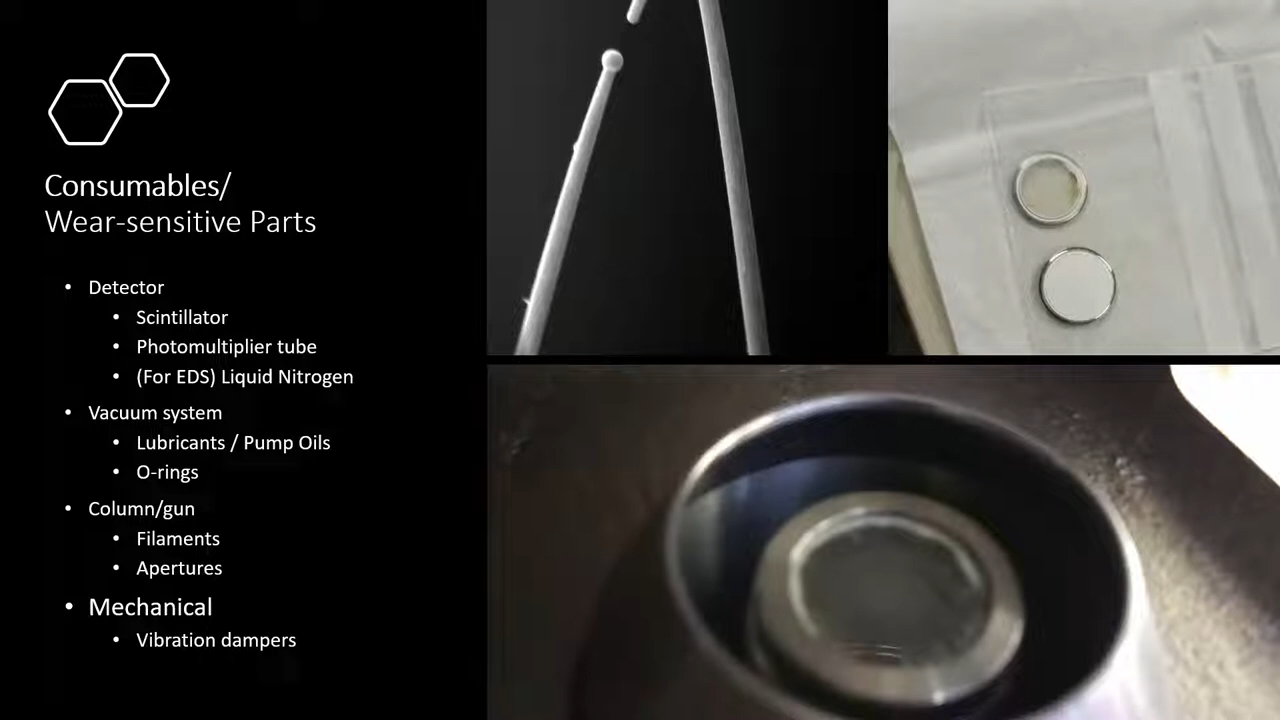 Consumables/
Wear-sensitive Parts
• Detector
• Scintillator
• Photomultiplier tube
• (For EDS) Liquid Nitrogen
• Vacuum system
• Lubricants / Pump Oils
• O-rings
• Column/gun
• Filaments
• Apertures
• Mechanical
• Vibration dampers